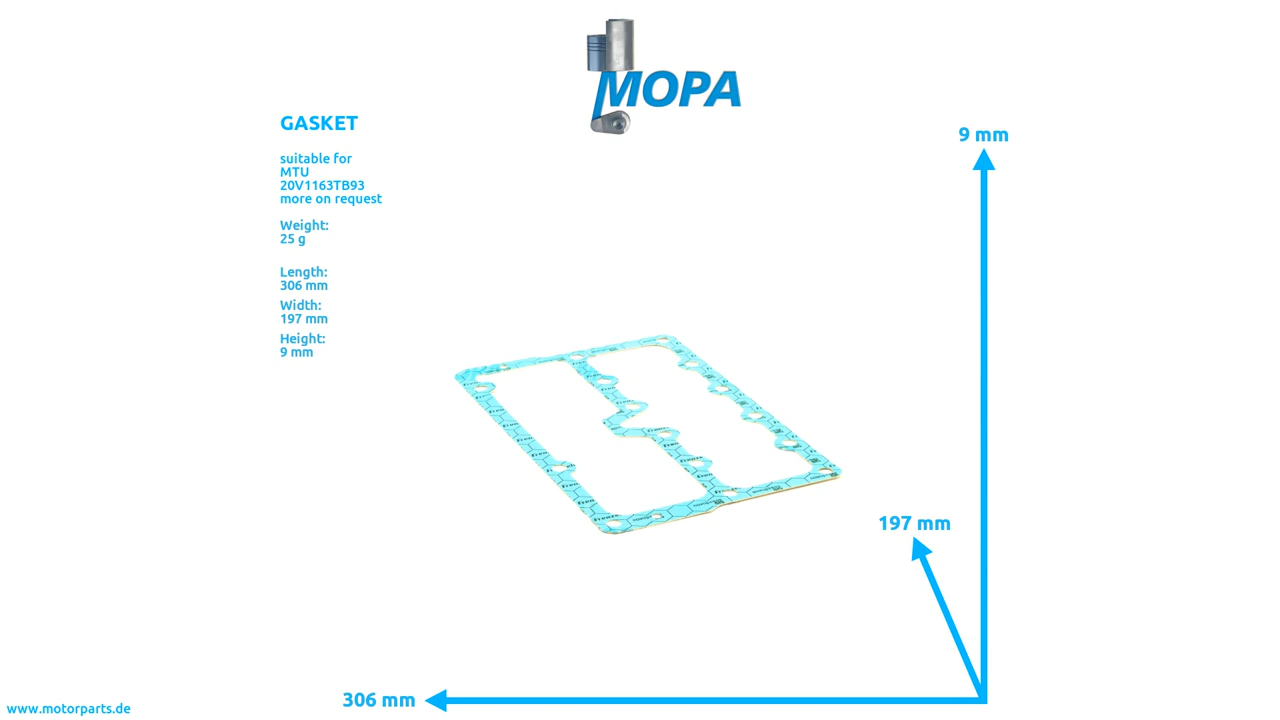 MOPA
GASKET
suitable for
MTU
20V1163TB93
more on request
Weight:
25 g
Length:
306 mm
Width:
197 mm
Height:
9 mm
9 mm
197 mm
306 mm
www.motorparts.de